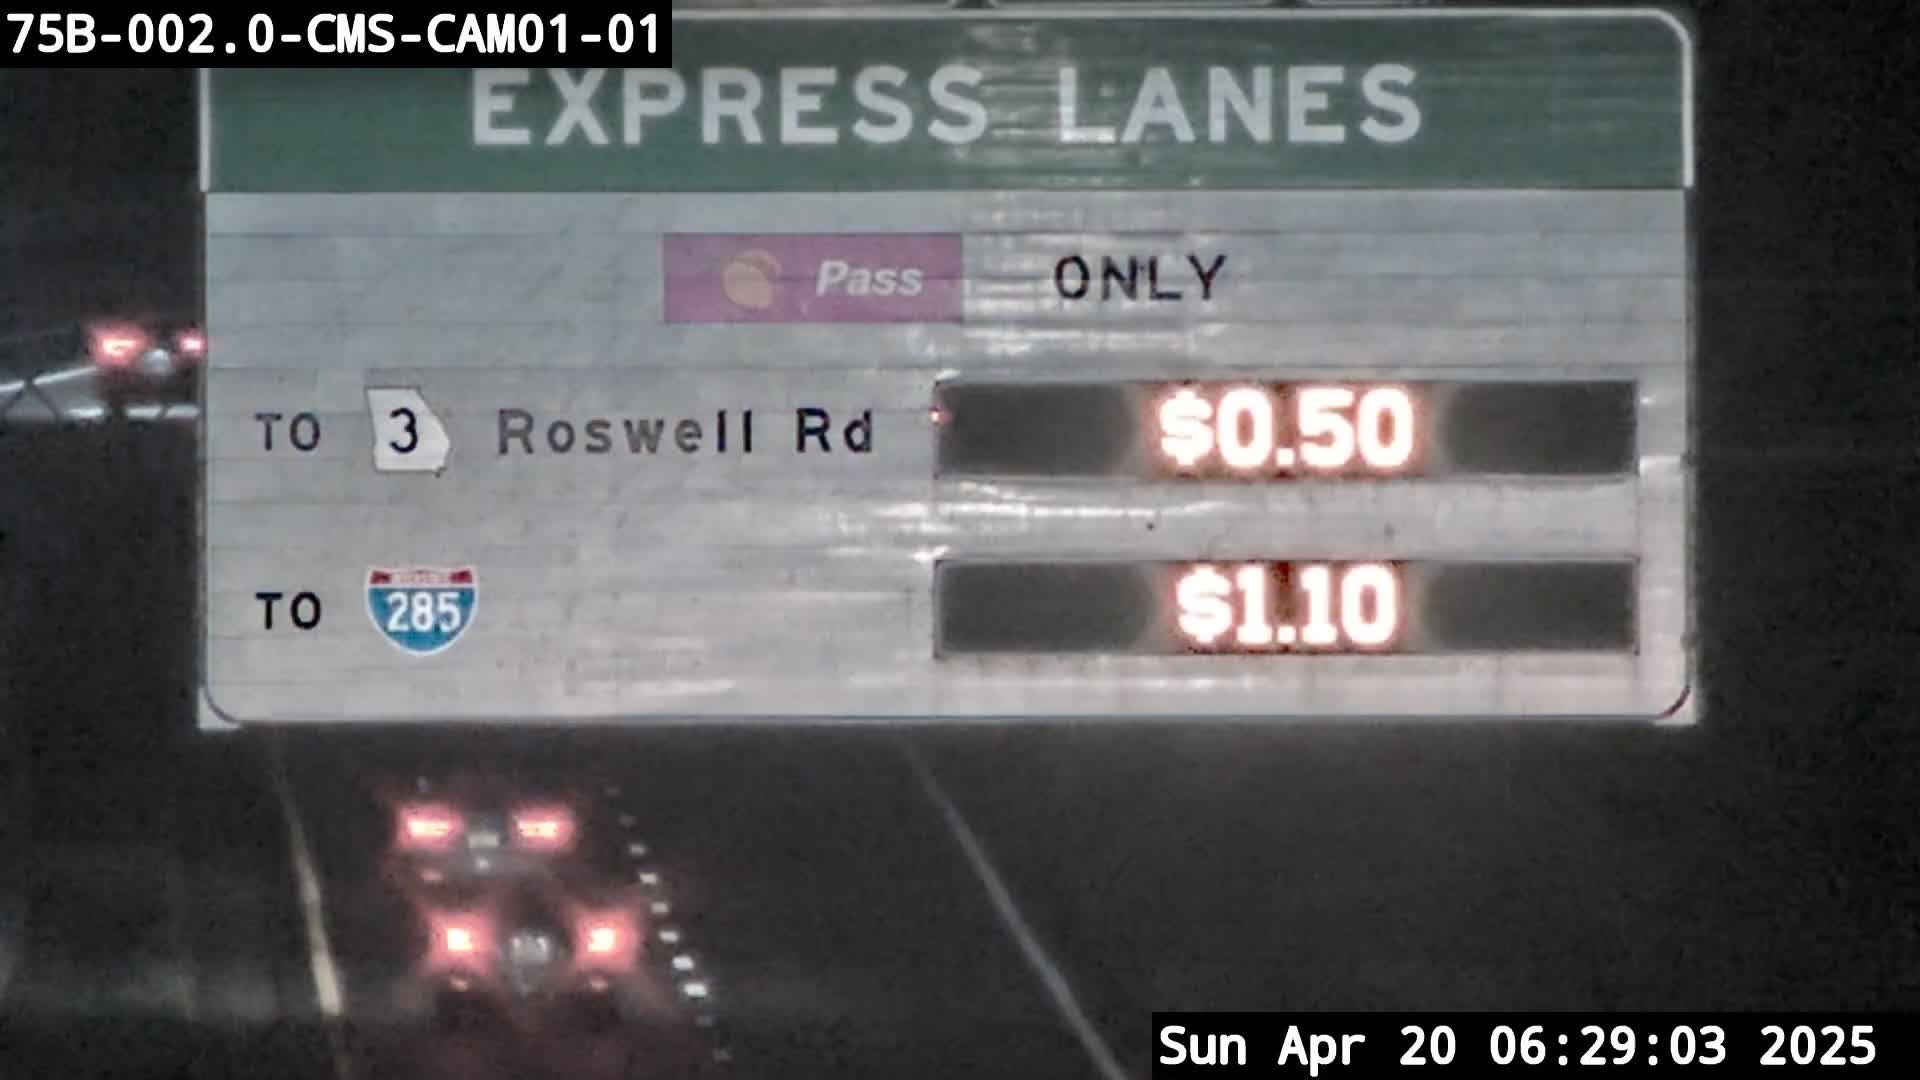 75B-002.0-CMS-CAM01-01
EXPRESS LANES
Pass ONLY
TO 3 Roswell Rd $0.50
TO 285 $1.10
Sun Apr 20 06:29:03 2025